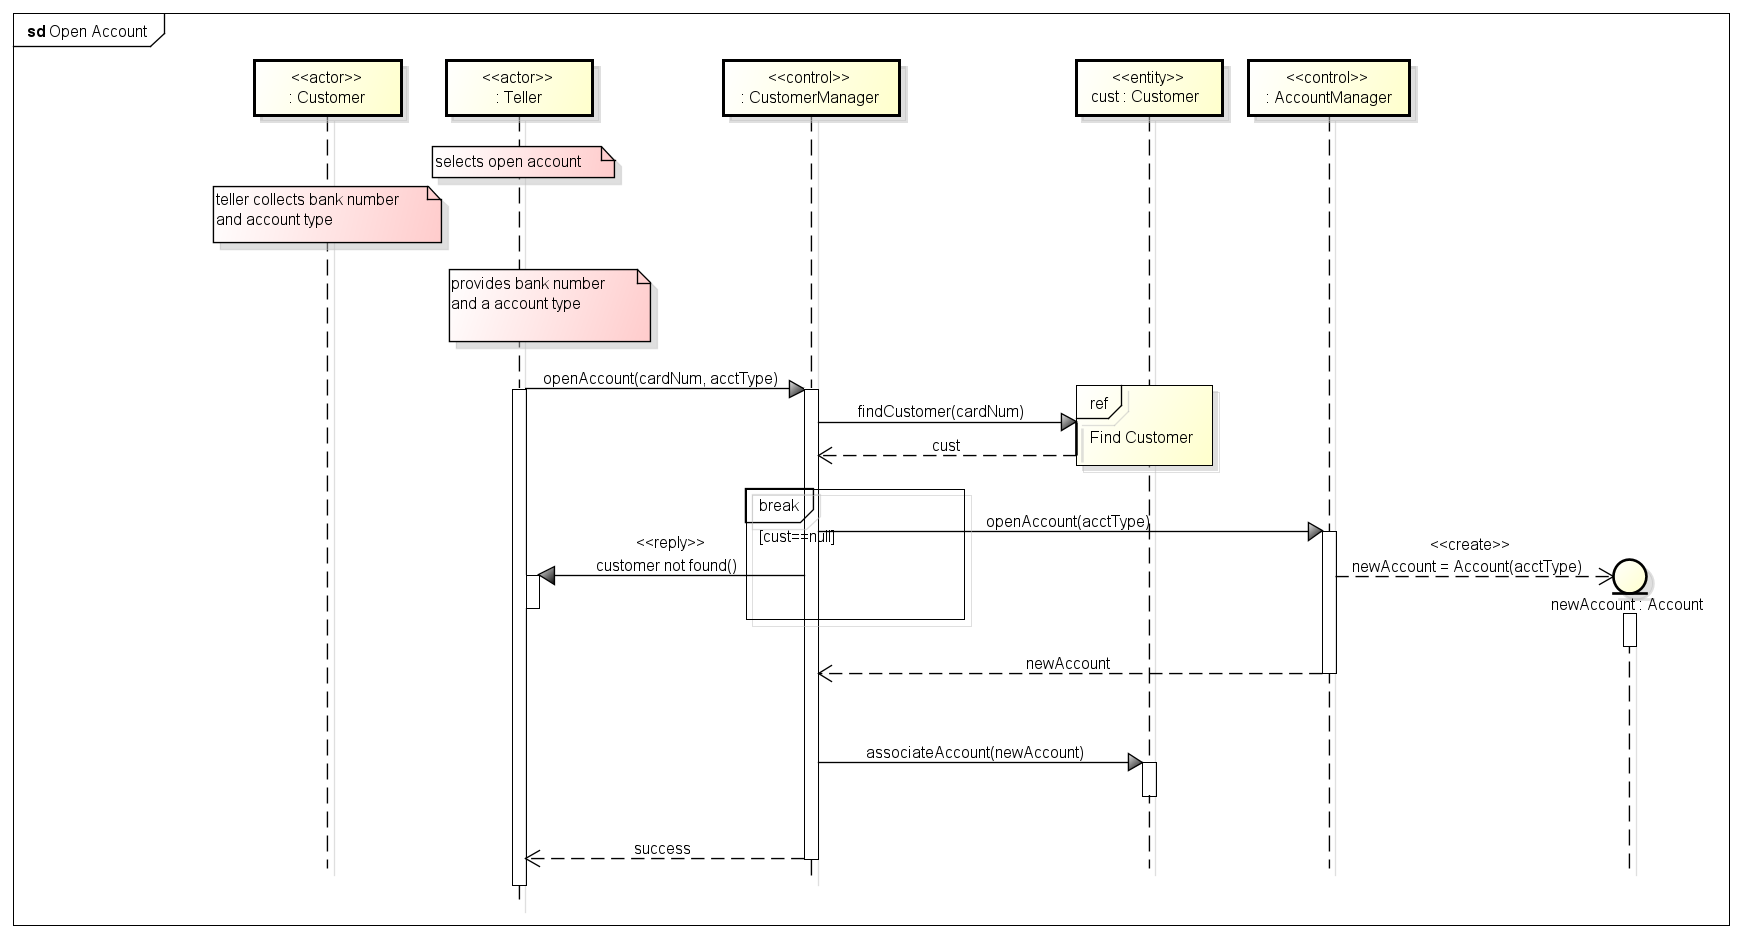 sd Open Account
<<actor>>
: Customer
<<actor>>
: Teller
<<control>>
: CustomerManager
<<entity>>
cust : Customer
<<control>>
: AccountManager
selects open account
teller collects bank number
and account type
provides bank number
and a account type
openAccount(cardNum, acctType)
findCustomer(cardNum)
ref
Find Customer
cust
break
[cust==null]
openAccount(acctType)
<<reply>>
customer not found()
<<create>>
newAccount = Account(acctType)
newAccount : Account
newAccount
associateAccount(newAccount)
success